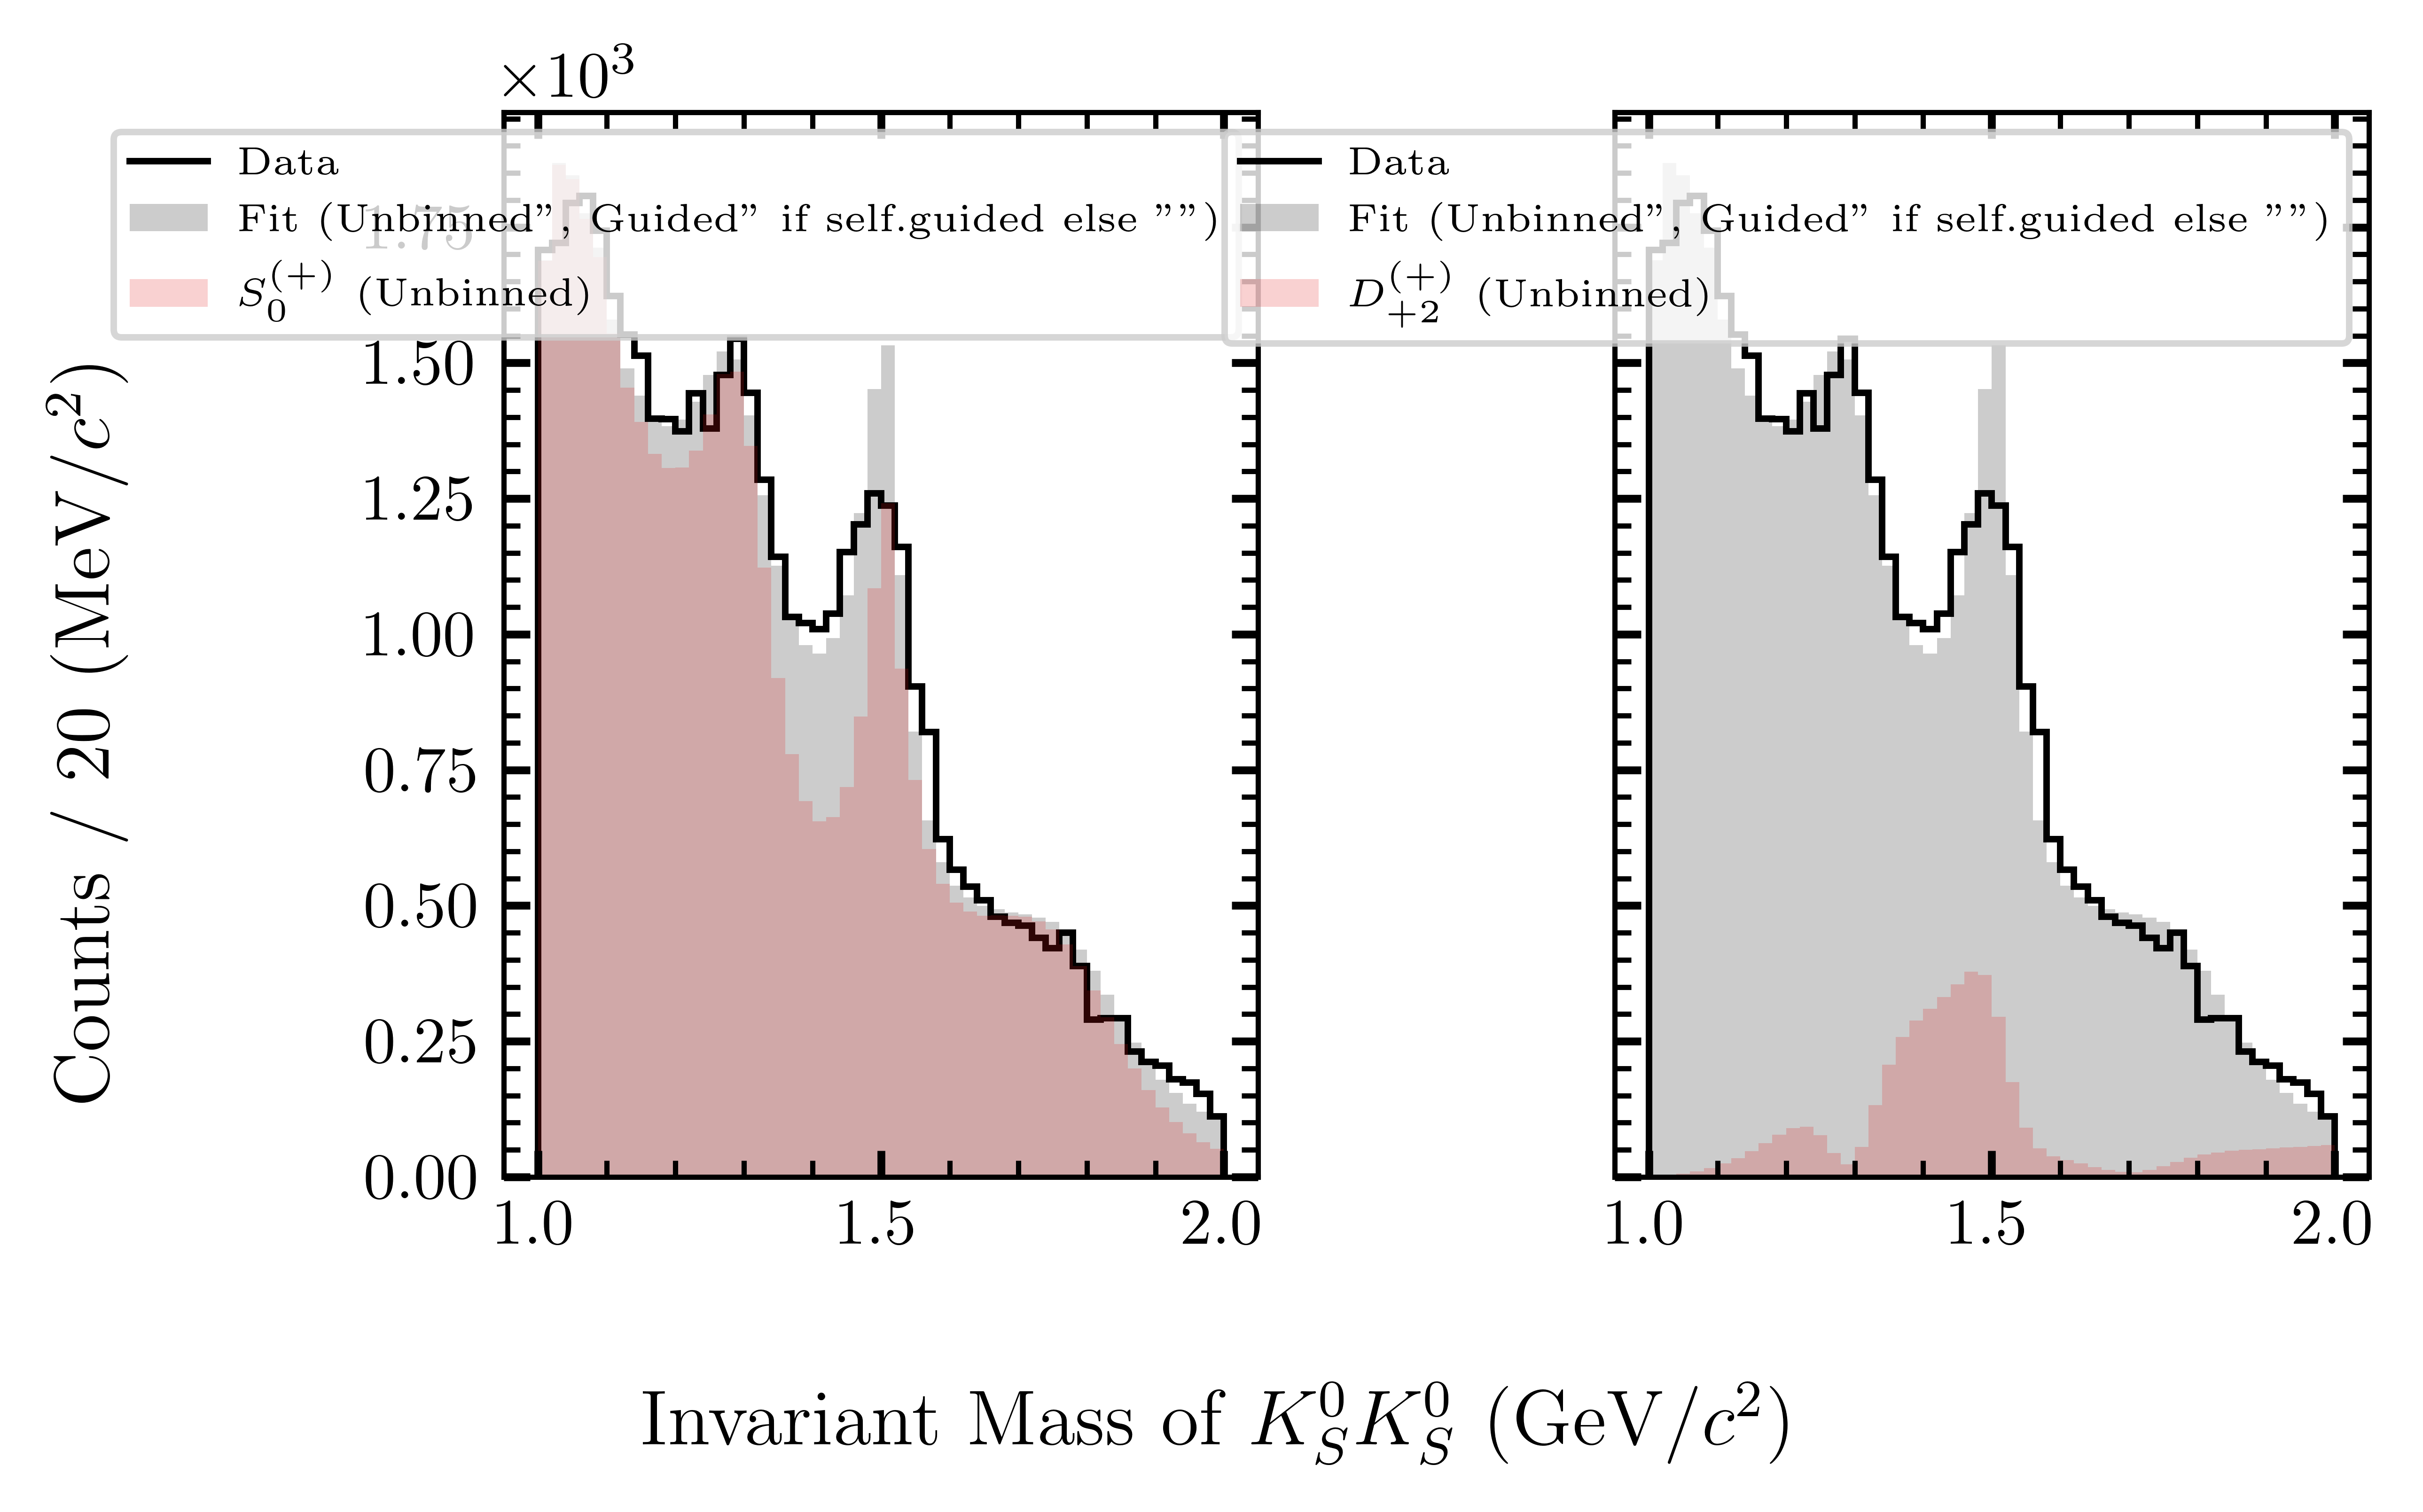 ×10³
Data
Fit (Unbinned", Guided" if self.guided else "")
S₀⁽⁺⁾ (Unbinned)
Data
Fit (Unbinned", Guided" if self.guided else "")
D₊₂⁽⁺⁾ (Unbinned)
Counts / 20 (MeV/c²)
1.75
1.50
1.25
1.00
0.75
0.50
0.25
0.00
1.0 1.5 2.0
1.0 1.5 2.0
Invariant Mass of K⁰_S K⁰_S (GeV/c²)